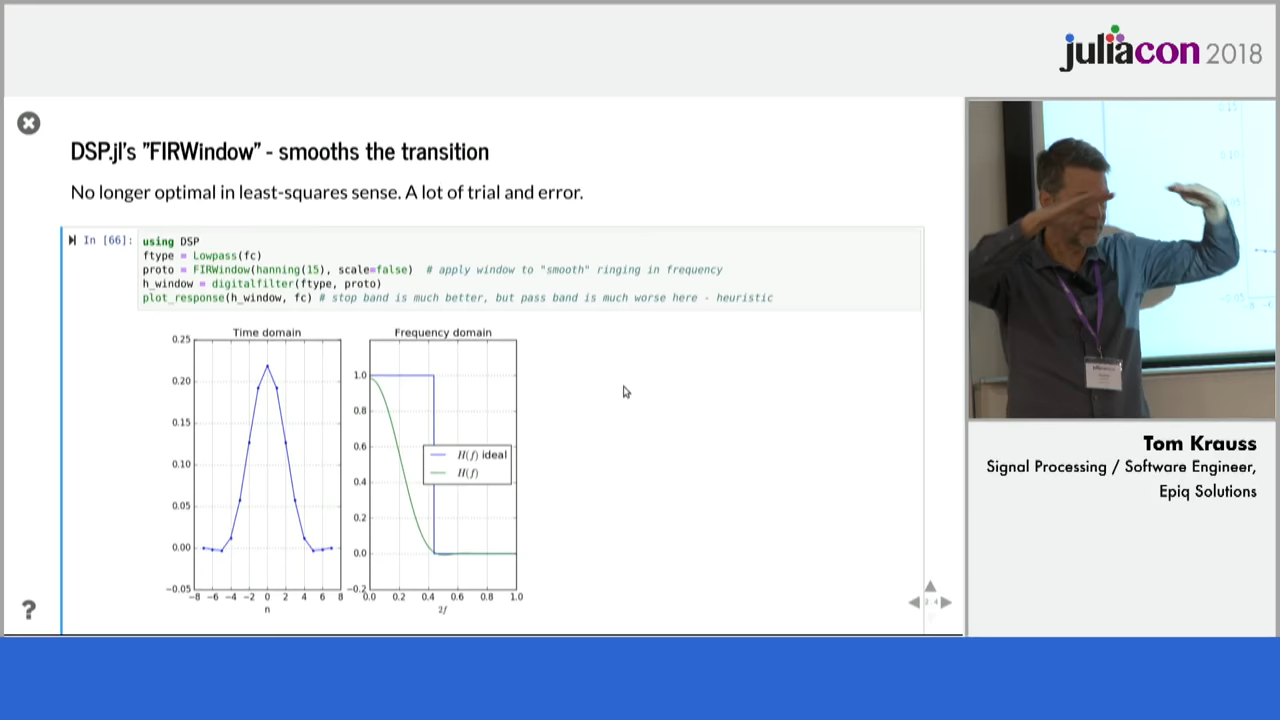 juliacon 2018
DSP.jl's "FIRWindow" - smooths the transition
No longer optimal in least-squares sense. A lot of trial and error.
In [66]:
using DSP
ftype = Lowpass(fc)
proto = FIRWindow(hanning(15), scale=false) # apply window to "smooth" ringing in frequency
h_window = digitalfilter(ftype, proto)
plot_response(h_window, fc) # stop band is much better, but pass band is much worse here - heuristic
Time domain
0.25
0.20
0.15
0.10
0.05
0.00
−0.05
−8 −6 −4 −2 0 2 4 6 8
n
Frequency domain
1.0
0.8
0.6
0.4
0.2
0.0
−0.2
0.0 0.2 0.4 0.6 0.8 1.0
2f
H(f) ideal
H(f)
?
Tom Krauss
Signal Processing / Software Engineer,
Epiq Solutions